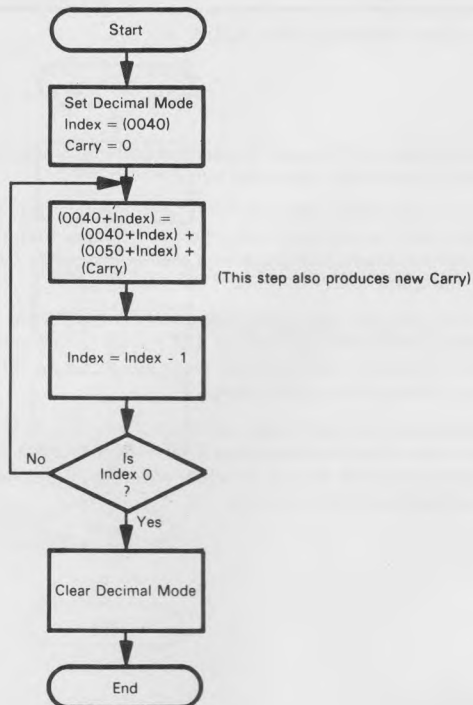 Start
Set Decimal Mode
Index = (0040)
Carry = 0
(0040+Index) =
(0040+Index) +
(0050+Index) +
(Carry)
(This step also produces new Carry)
Index = Index - 1
No
Is
Index 0
?
Yes
Clear Decimal Mode
End